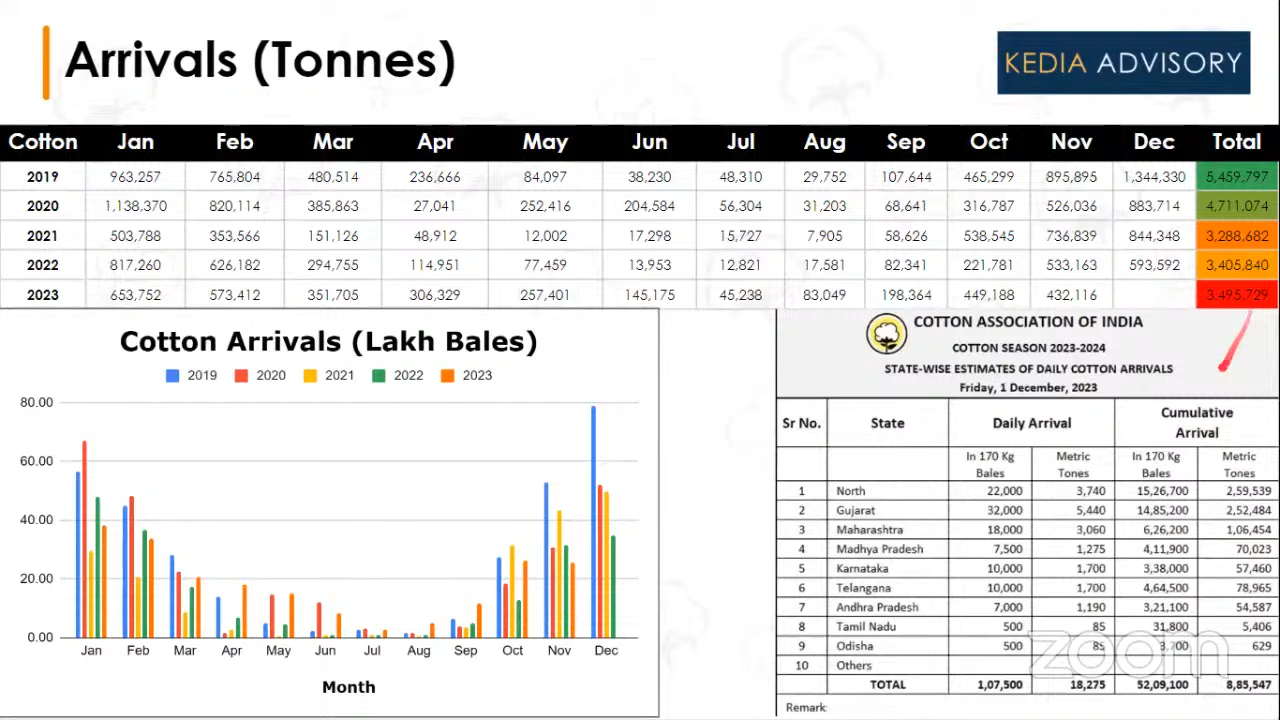 Arrivals (Tonnes)
KEDIA ADVISORY
Cotton Jan Feb Mar Apr May Jun Jul Aug Sep Oct Nov Dec Total
2019 963,257 765,804 480,514 236,666 84,097 38,230 48,310 29,752 107,644 465,299 895,895 1,344,330 5,459,797
2020 1,138,370 820,114 385,863 27,041 252,416 204,584 56,304 31,203 68,641 316,787 526,036 883,714 4,711,074
2021 503,788 353,566 151,126 48,912 12,002 17,298 15,727 7,905 58,626 538,545 736,839 844,348 3,288,682
2022 817,260 626,182 294,755 114,951 77,459 13,953 12,821 17,581 82,341 221,781 533,163 593,592 3,405,840
2023 653,752 573,412 351,705 306,329 257,401 145,175 45,238 83,049 198,364 449,188 432,116 3,495,729
Cotton Arrivals (Lakh Bales)
2019 2020 2021 2022 2023
80.00
60.00
40.00
20.00
0.00
Jan Feb Mar Apr May Jun Jul Aug Sep Oct Nov Dec
Month
COTTON ASSOCIATION OF INDIA
COTTON SEASON 2023-2024
STATE-WISE ESTIMATES OF DAILY COTTON ARRIVALS
Friday, 1 December, 2023
Sr No. State Daily Arrival Cumulative
Arrival
In 170 Kg Metric In 170 Kg Metric
Bales Tones Bales Tones
1 North 22,000 3,740 15,26,700 2,59,539
2 Gujarat 32,000 5,440 14,85,200 2,52,484
3 Maharashtra 18,000 3,060 6,26,200 1,06,454
4 Madhya Pradesh 7,500 1,275 4,11,900 70,023
5 Karnataka 10,000 1,700 3,38,000 57,460
6 Telangana 10,000 1,700 4,64,500 78,965
7 Andhra Pradesh 7,000 1,190 3,21,100 54,587
8 Tamil Nadu 500 85 31,800 5,406
9 Odisha 500 85 3,700 629
10 Others
TOTAL 1,07,500 18,275 52,09,100 8,85,547
Remark
zoom